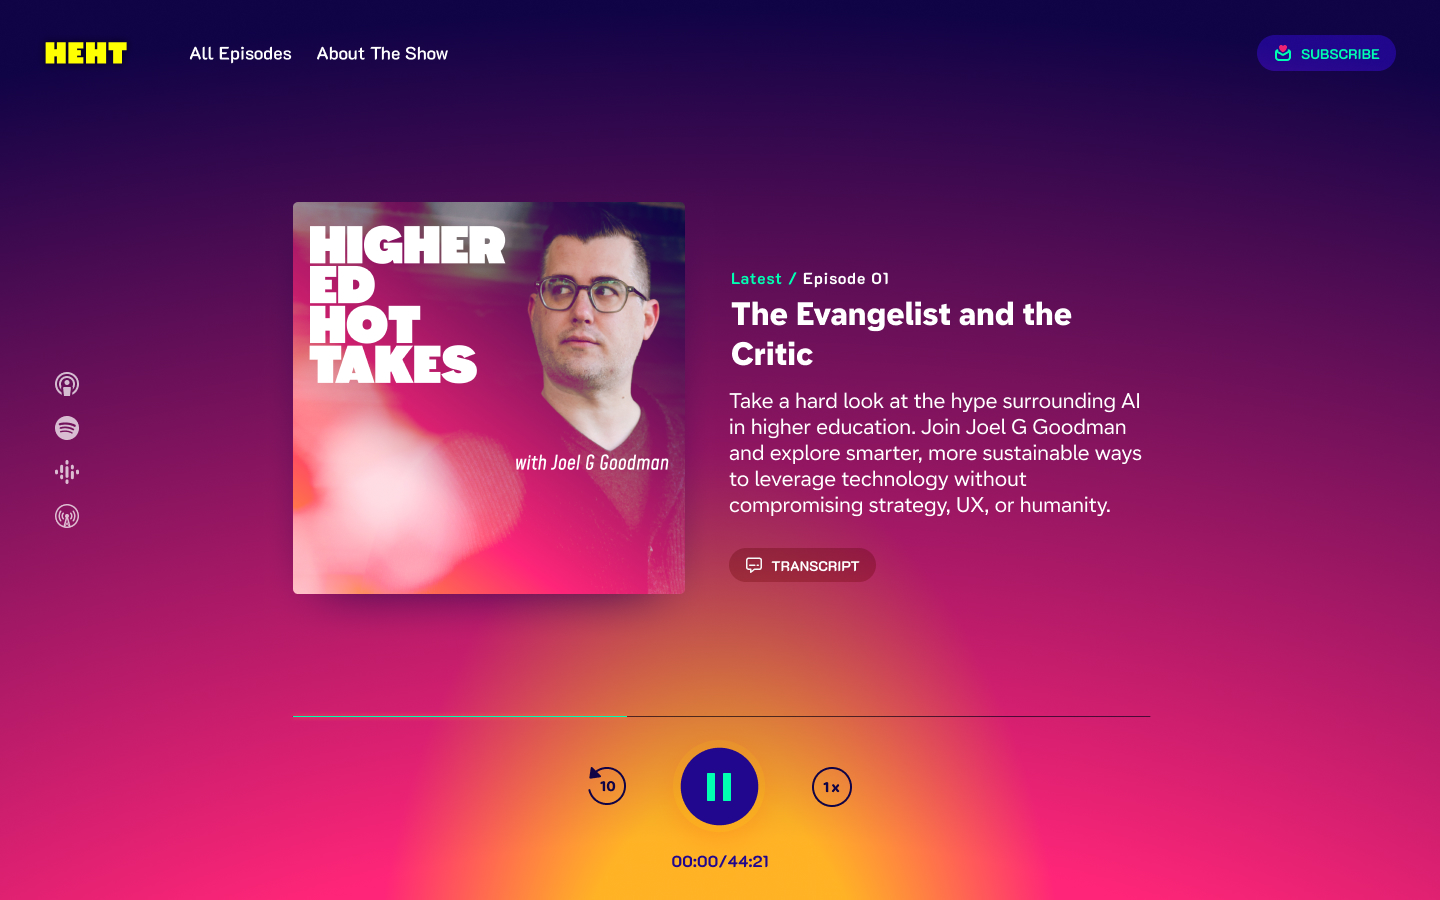 HEHT
All Episodes
About The Show
SUBSCRIBE
HIGHER
ED
HOT
TAKES
with Joel G Goodman
Latest / Episode 01
The Evangelist and the
Critic
Take a hard look at the hype surrounding AI
in higher education. Join Joel G Goodman
and explore smarter, more sustainable ways
to leverage technology without
compromising strategy, UX, or humanity.
TRANSCRIPT
10
1x
00:00/44:21